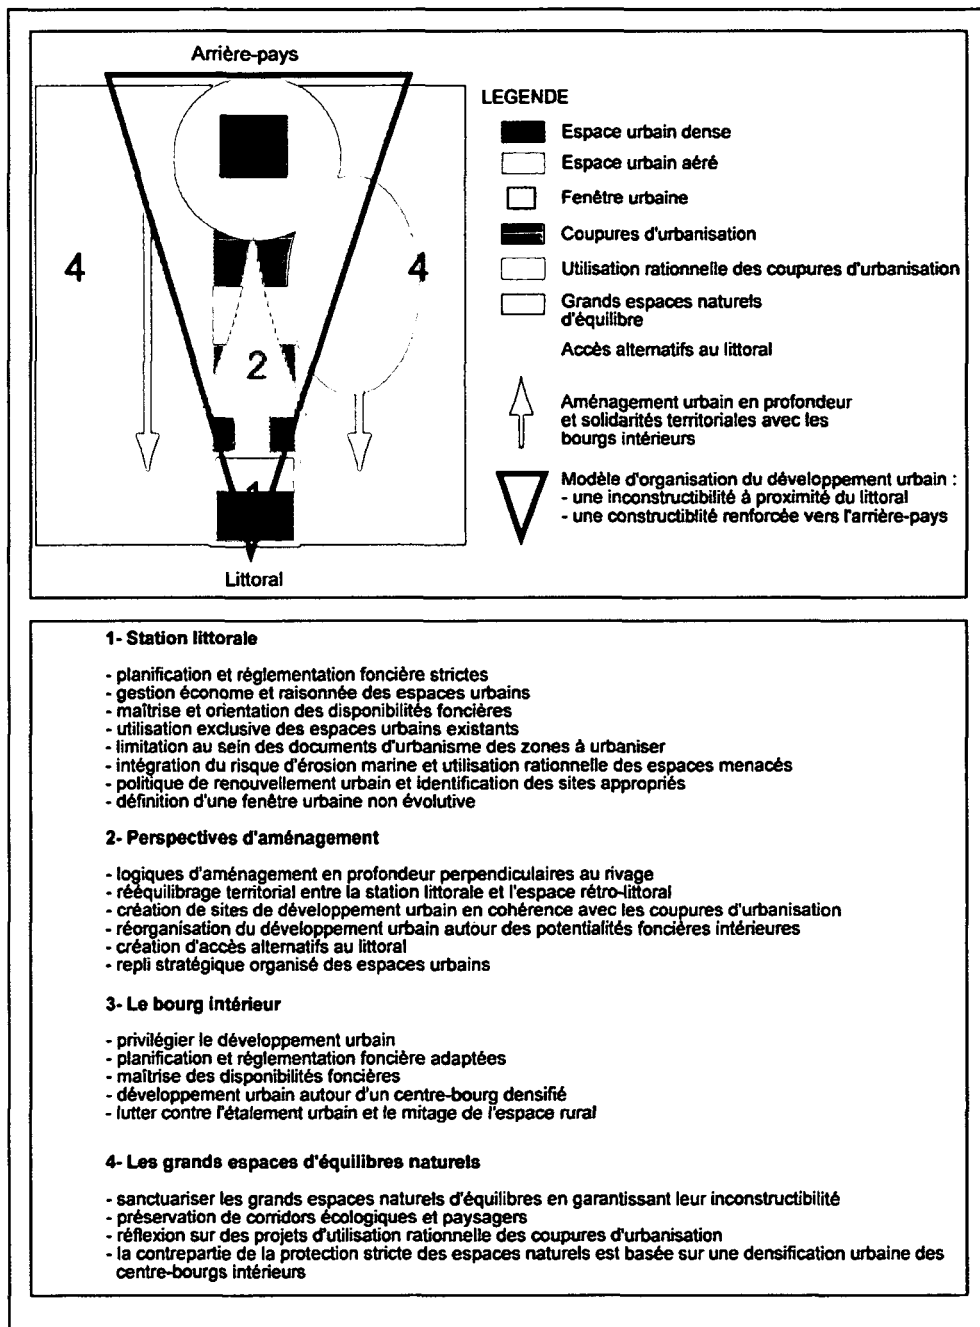 Arrière-pays
LEGENDE
Espace urbain dense
Espace urbain aéré
Fenêtre urbaine
Coupures d'urbanisation
Utilisation rationnelle des coupures d'urbanisation
Grands espaces naturels
d'équilibre
Accès alternatifs au littoral
Aménagement urbain en profondeur
et solidarités territoriales avec les
bourgs intérieurs
Modèle d'organisation du développement urbain :
- une inconstructibilité à proximité du littoral
- une constructiblité renforcée vers l'arrière-pays
4
4
2
1
Littoral
1- Station littorale
- planification et réglementation foncière strictes
- gestion économe et raisonnée des espaces urbains
- maîtrise et orientation des disponibilités foncières
- utilisation exclusive des espaces urbains existants
- limitation au sein des documents d'urbanisme des zones à urbaniser
- intégration du risque d'érosion marine et utilisation rationnelle des espaces menacés
- politique de renouvellement urbain et identification des sites appropriés
- définition d'une fenêtre urbaine non évolutive
2- Perspectives d'aménagement
- logiques d'aménagement en profondeur perpendiculaires au rivage
- rééquilibrage territorial entre la station littorale et l'espace rétro-littoral
- création de sites de développement urbain en cohérence avec les coupures d'urbanisation
- réorganisation du développement urbain autour des potentialités foncières intérieures
- création d'accès alternatifs au littoral
- repli stratégique organisé des espaces urbains
3- Le bourg intérieur
- privilégier le développement urbain
- planification et réglementation foncière adaptées
- maîtrise des disponibilités foncières
- développement urbain autour d'un centre-bourg densifié
- lutter contre l'étalement urbain et le mitage de l'espace rural
4- Les grands espaces d'équilibres naturels
- sanctuariser les grands espaces naturels d'équilibres en garantissant leur inconstructibilité
- préservation de corridors écologiques et paysagers
- réflexion sur des projets d'utilisation rationnelle des coupures d'urbanisation
- la contrepartie de la protection stricte des espaces naturels est basée sur une densification urbaine des
centre-bourgs intérieurs